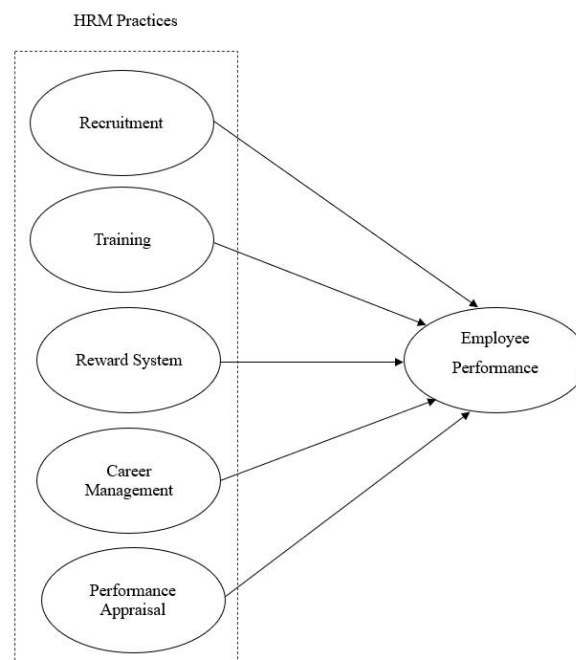 HRM Practices
Recruitment
Training
Reward System
Career
Management
Performance
Appraisal
Employee
Performance